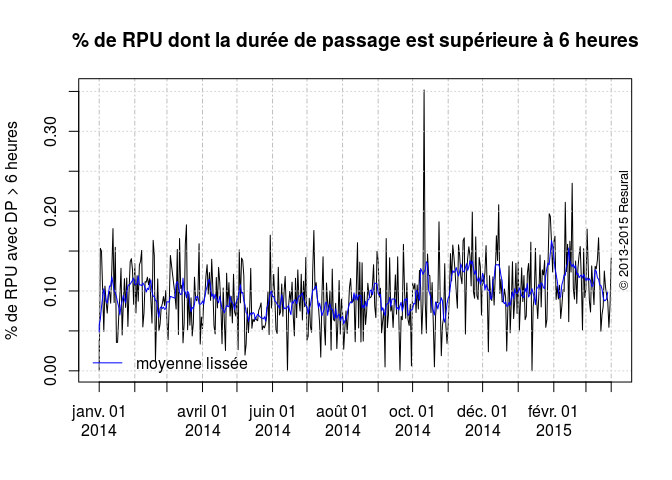 % de RPU dont la durée de passage est supérieure à 6 heures
% de RPU avec DP > 6 heures
0.30
0.20
0.10
0.00
© 2013-2015 Resural
moyenne lissée
janv. 01 2014
avril 01 2014
juin 01 2014
août 01 2014
oct. 01 2014
déc. 01 2014
févr. 01 2015